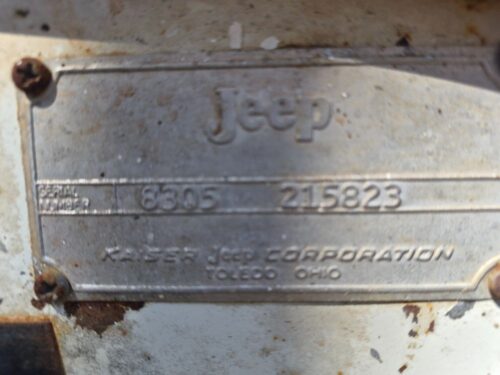 Jeep
SERIAL
NUMBER
8305 215823
KAISER Jeep CORPORATION
TOLEDO OHIO